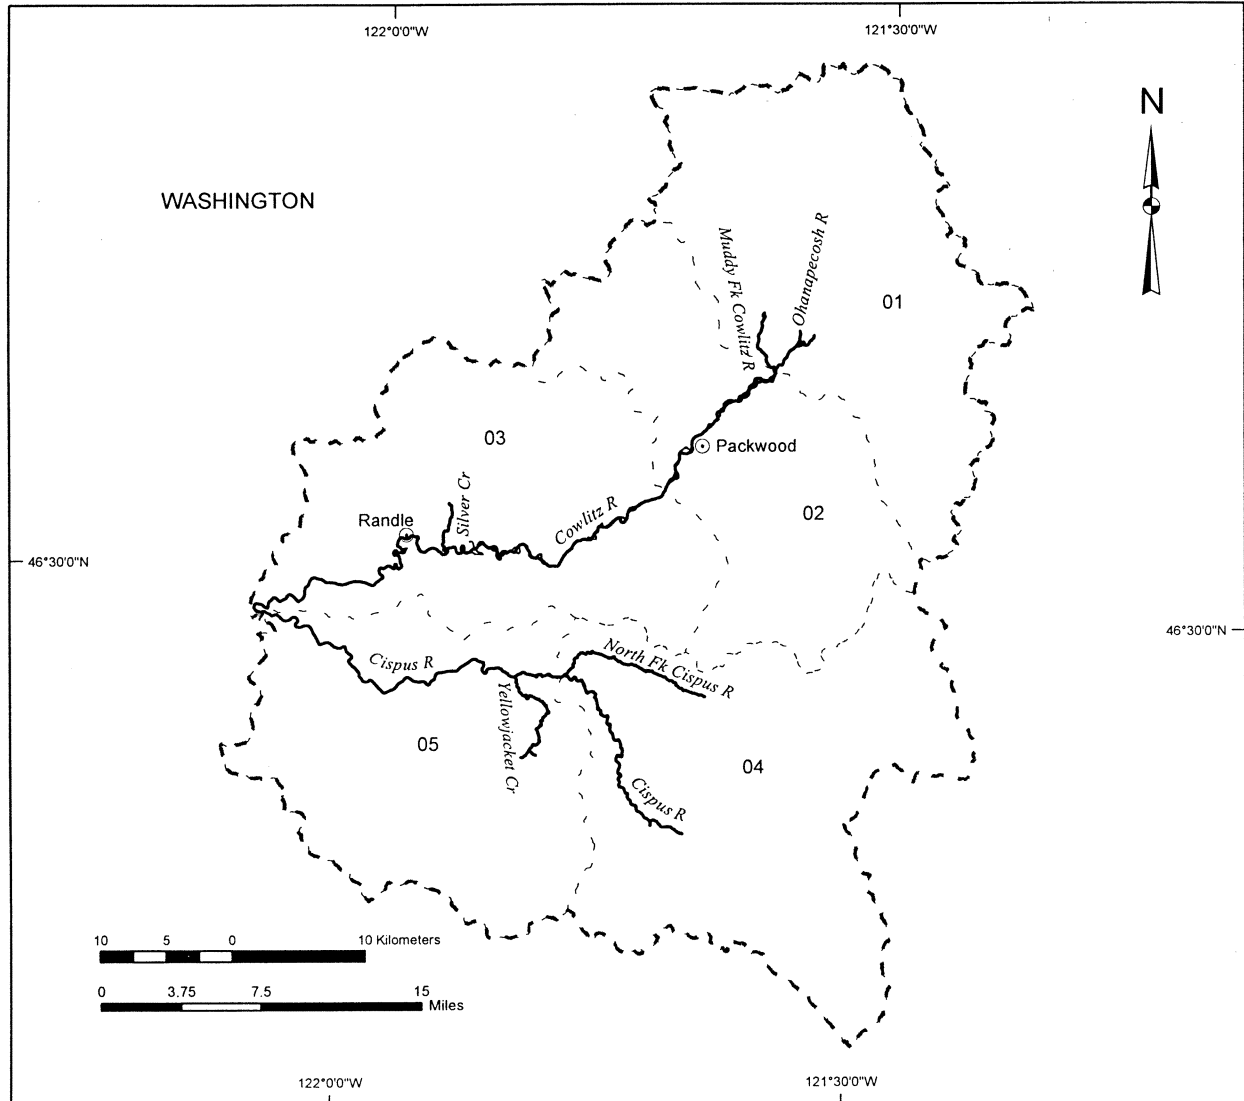 122°0'0"W
121°30'0"W
N
WASHINGTON
Muddy Fk Cowlitz R
Ohanapecosh R
01
03
Packwood
Silver Cr
Cowlitz R
02
Randle
46°30'0"N
46°30'0"N
Cispus R
North Fk Cispus R
Yellowjacket Cr
05
04
Cispus R
10 5 0 10 Kilometers
0 3.75 7.5 15
Miles
122°0'0"W
121°30'0"W